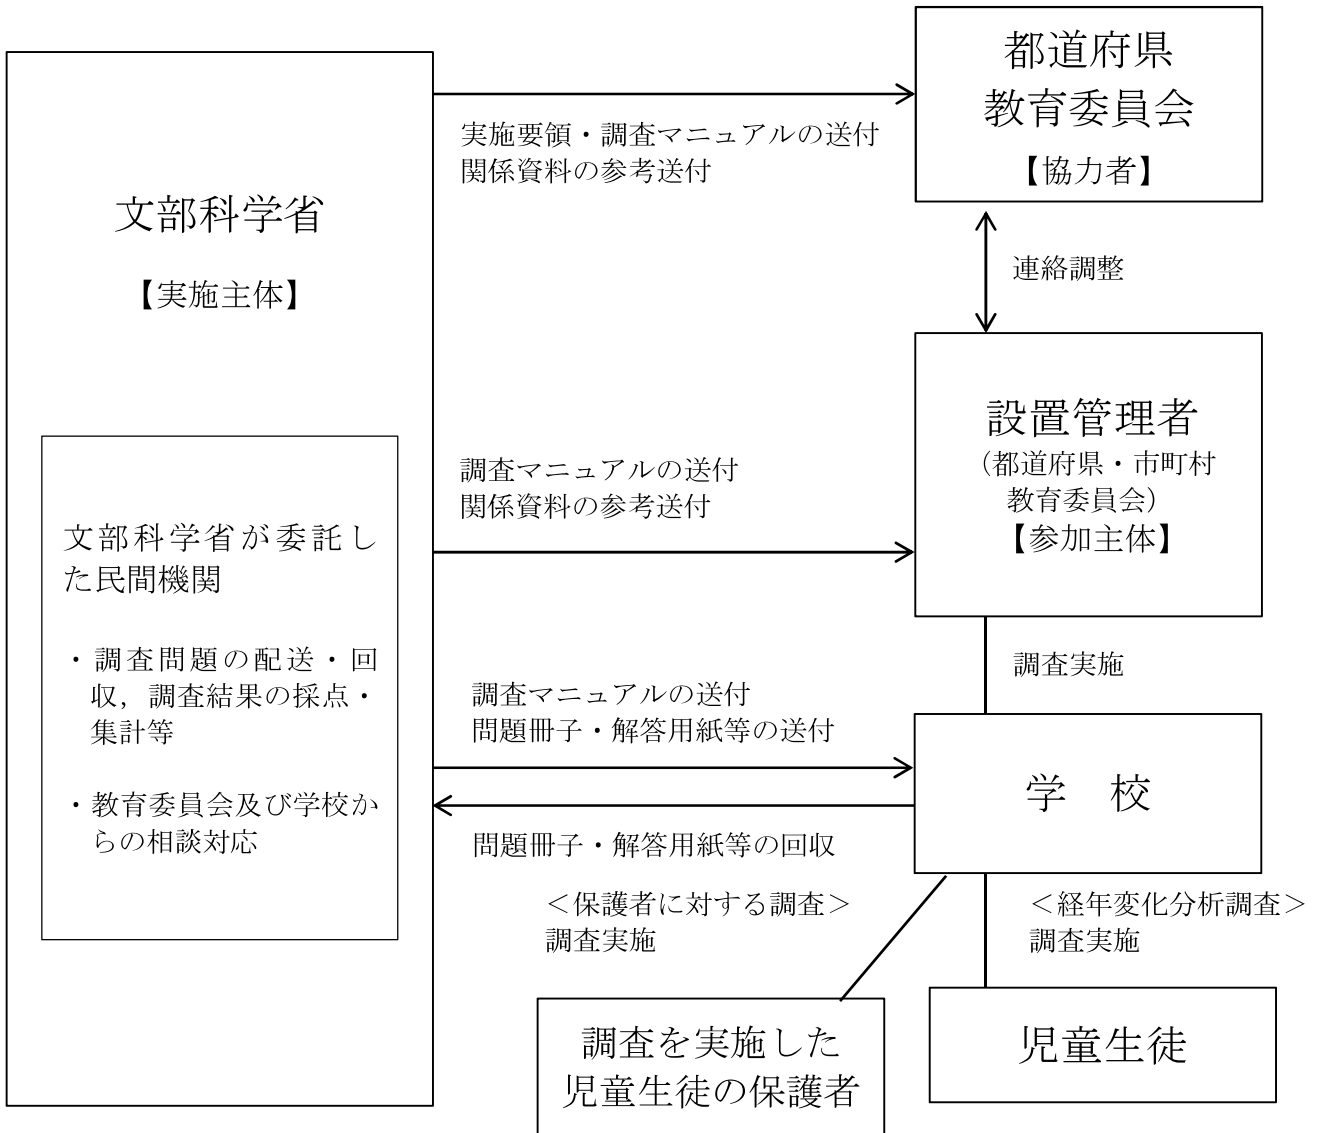 都道府県
教育委員会
【協力者】
実施要領・調査マニュアルの送付
関係資料の参考送付
文部科学省
【実施主体】
連絡調整
設置管理者
（都道府県・市町村
教育委員会）
【参加主体】
調査マニュアルの送付
関係資料の参考送付
文部科学省が委託し
た民間機関
・調査問題の配送・回
収，調査結果の採点・
集計等
・教育委員会及び学校か
らの相談対応
調査実施
調査マニュアルの送付
問題冊子・解答用紙等の送付
学　校
問題冊子・解答用紙等の回収
＜保護者に対する調査＞
調査実施
＜経年変化分析調査＞
調査実施
調査を実施した
児童生徒の保護者
児童生徒